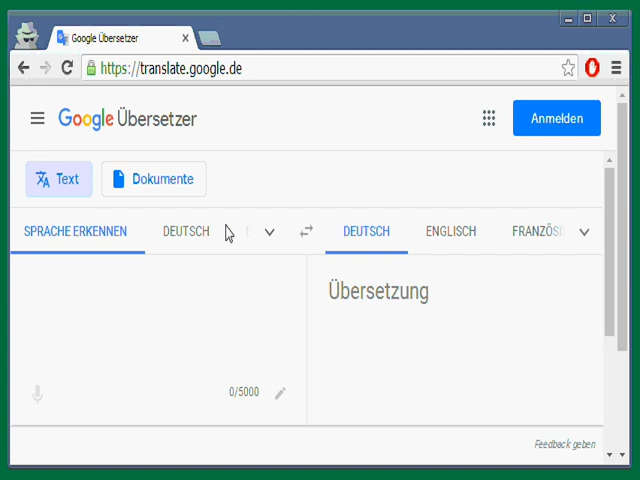 Google Übersetzer
https://translate.google.de
Google Übersetzer
Anmelden
Text
Dokumente
SPRACHE ERKENNEN DEUTSCH DEUTSCH ENGLISCH FRANZÖSI
Übersetzung
0/5000
Feedback geben